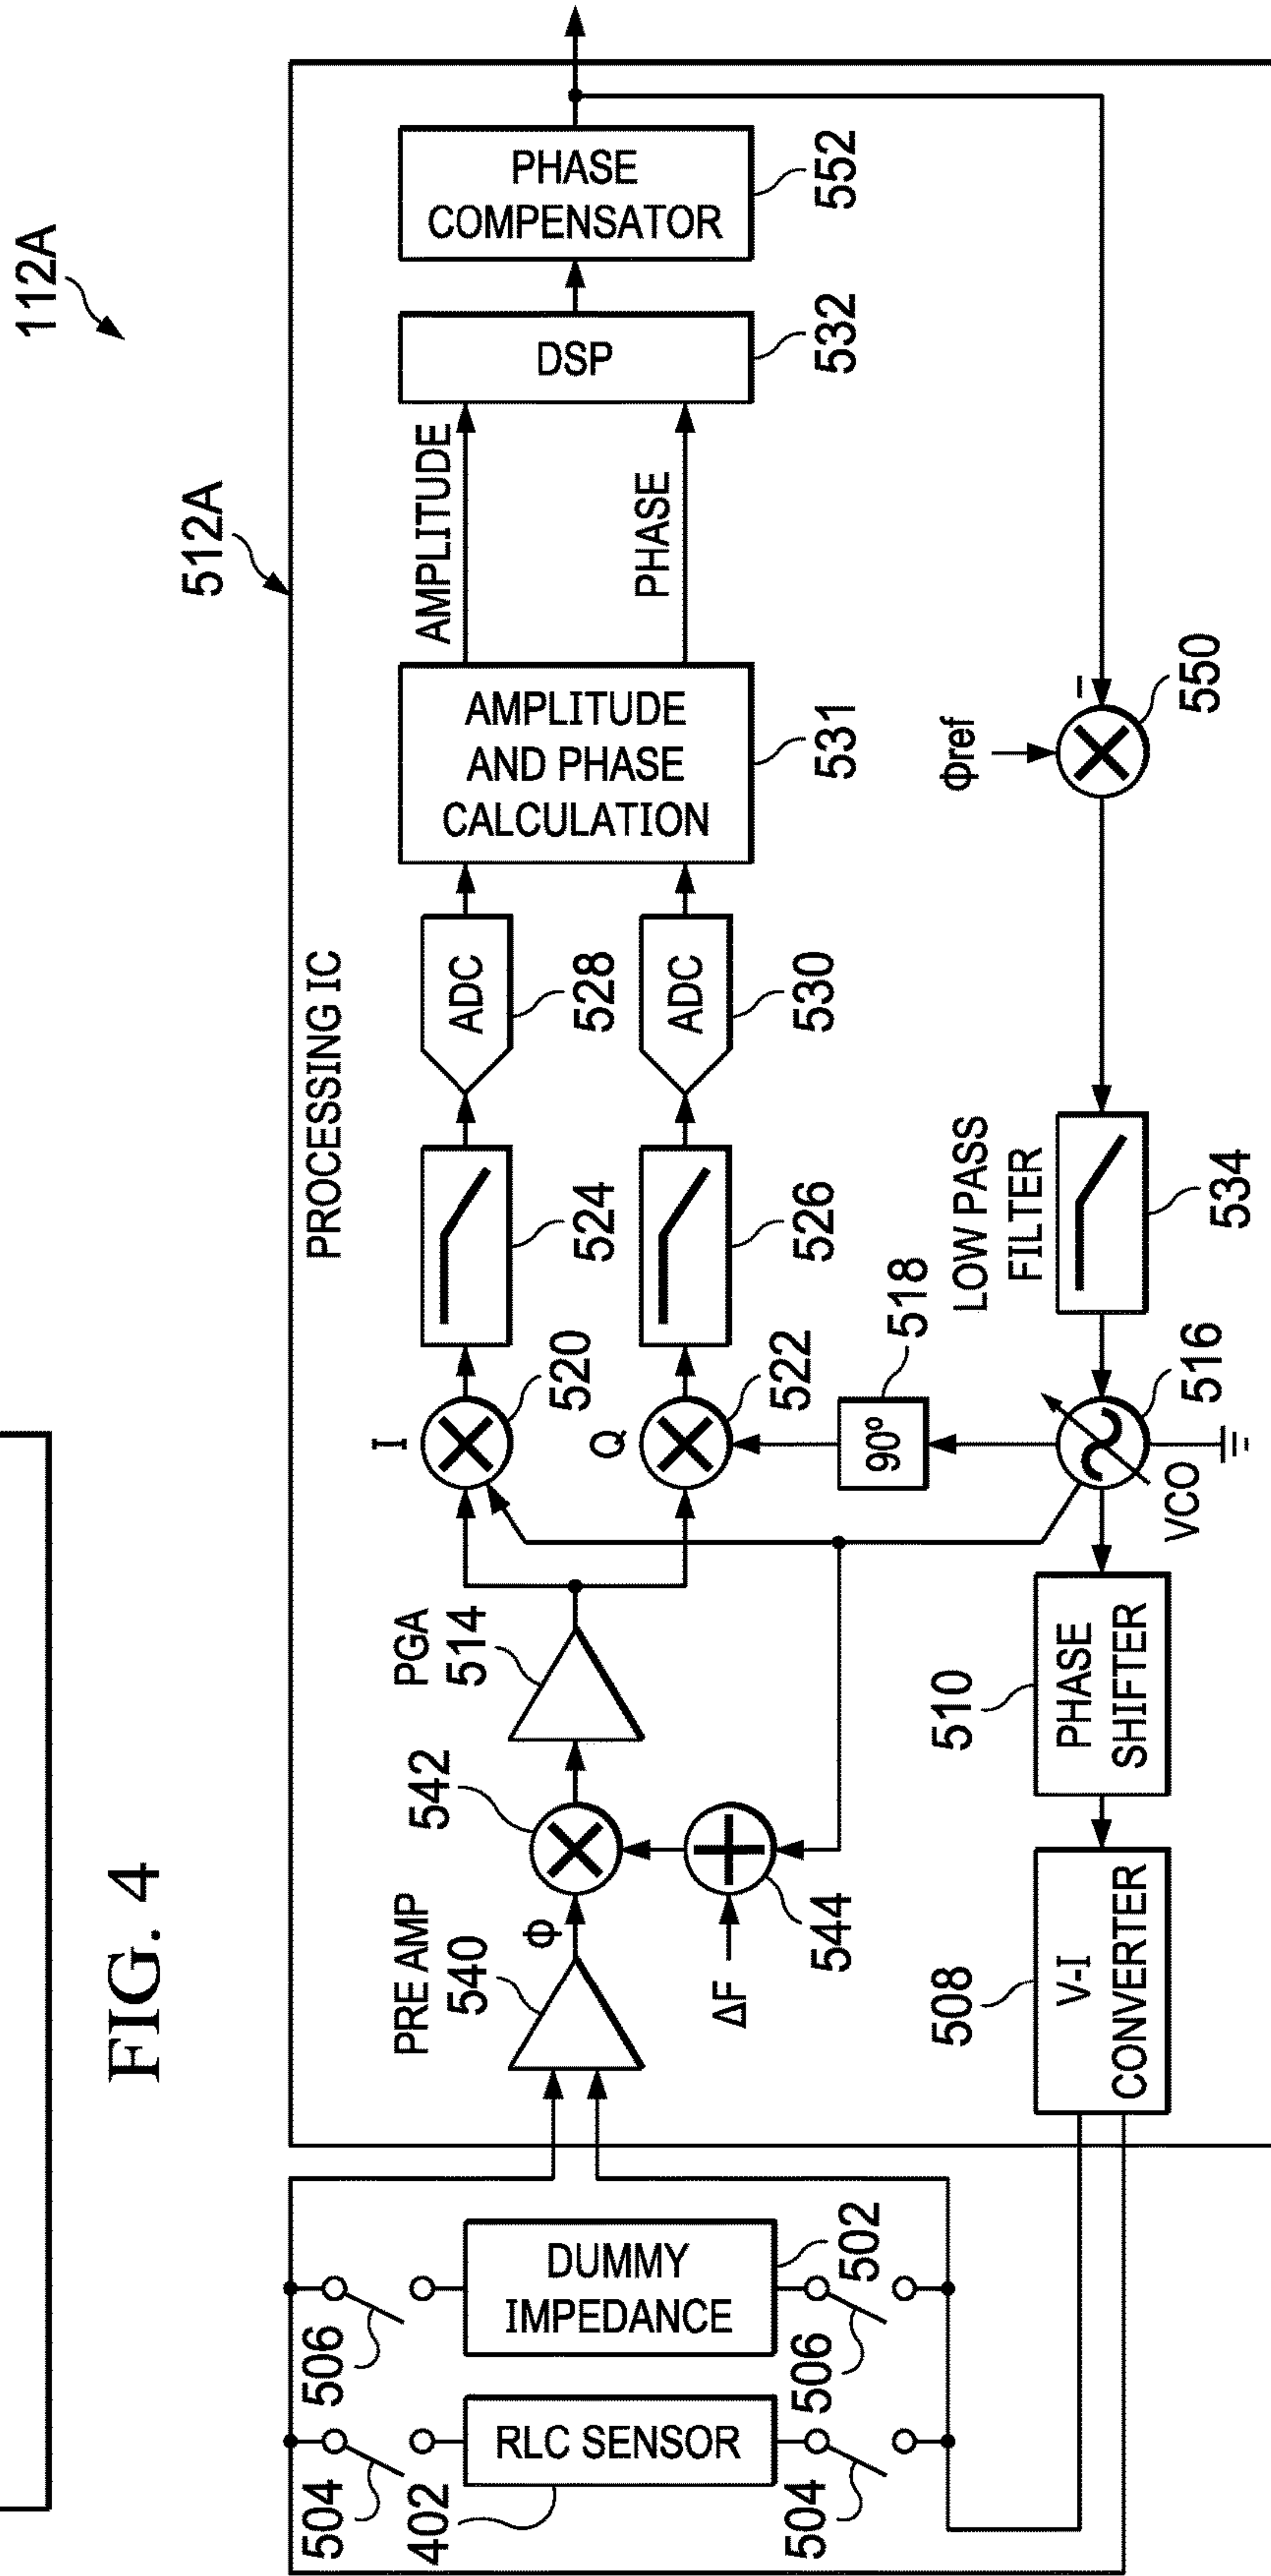 FIG. 4
112A
512A
PROCESSING IC
504
506
402
RLC SENSOR
DUMMY
IMPEDANCE
502
504
506
PRE AMP
540
Φ
542
PGA
514
ΔF
544
I
520
Q
522
524
526
ADC
528
ADC
530
AMPLITUDE
AND PHASE
CALCULATION
531
AMPLITUDE
PHASE
DSP
532
PHASE
COMPENSATOR
552
508
V-I
CONVERTER
510
PHASE
SHIFTER
VCO
516
90º
518
LOW PASS
FILTER
534
Φref
–
550